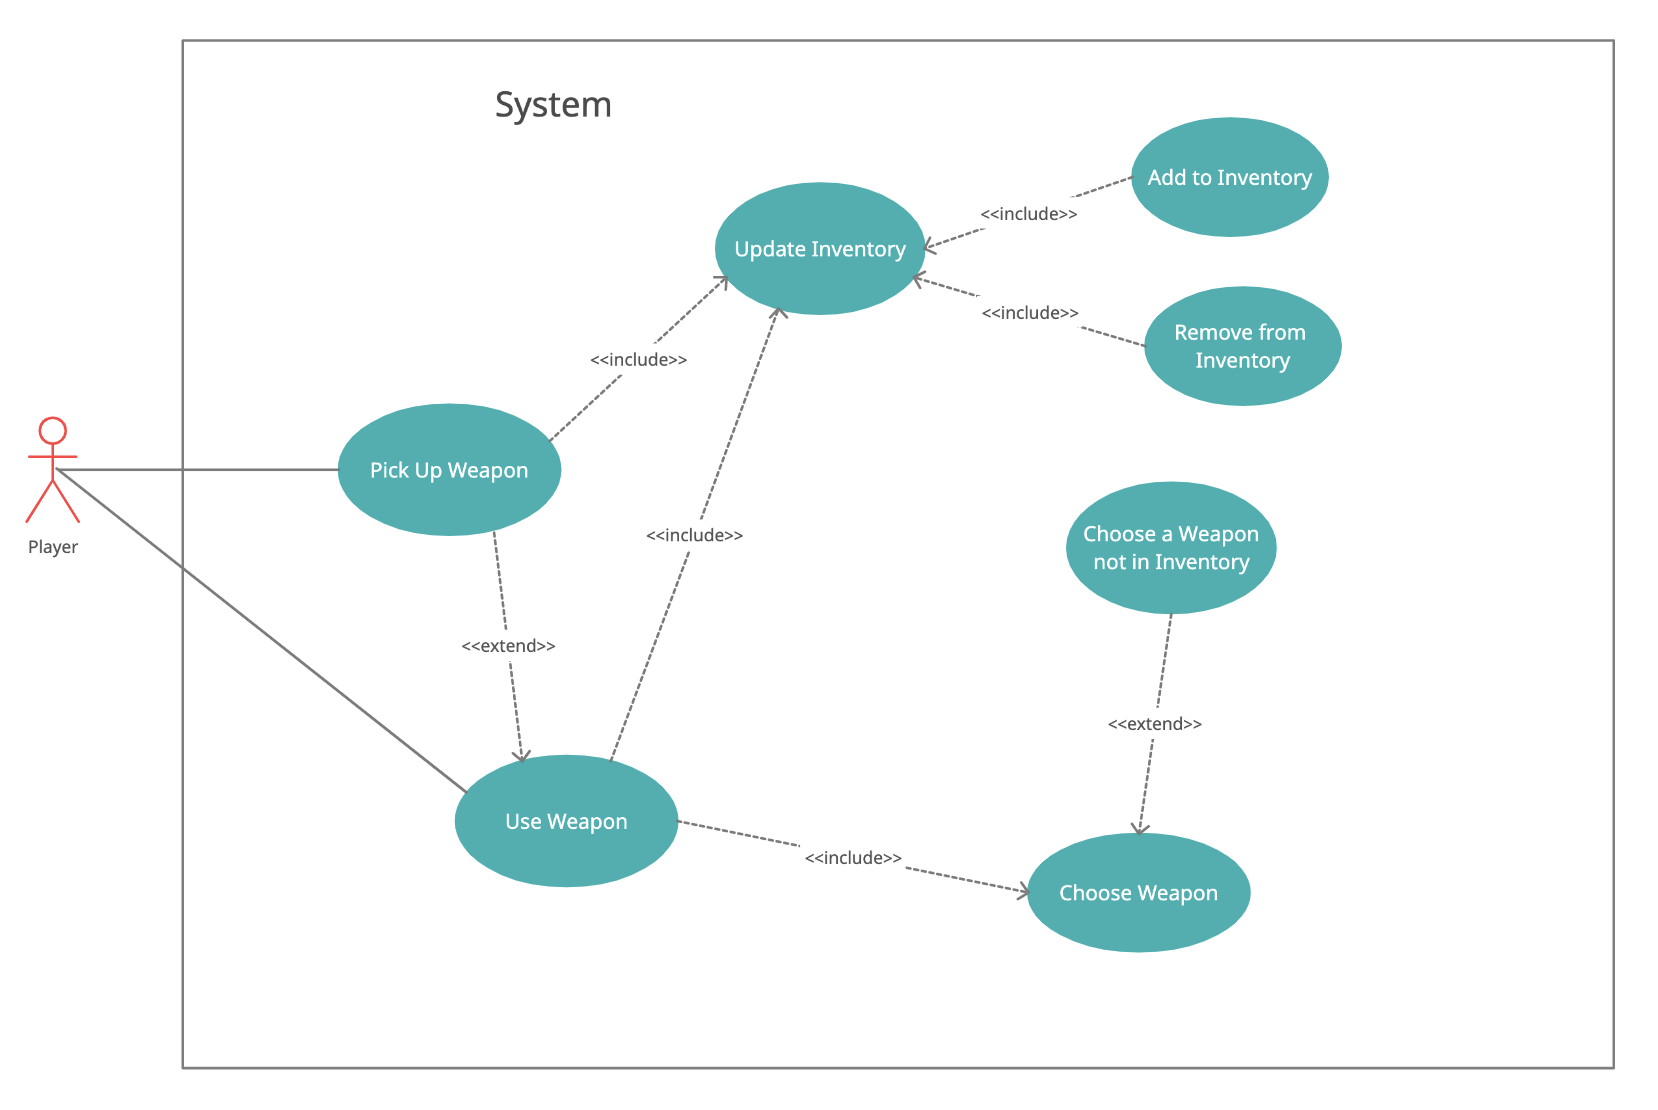 System
Add to Inventory
<<include>>
Update Inventory
<<include>>
Remove from
Inventory
<<include>>
Pick Up Weapon
Player
<<include>>
Choose a Weapon
not in Inventory
<<extend>>
<<extend>>
Use Weapon
<<include>>
Choose Weapon